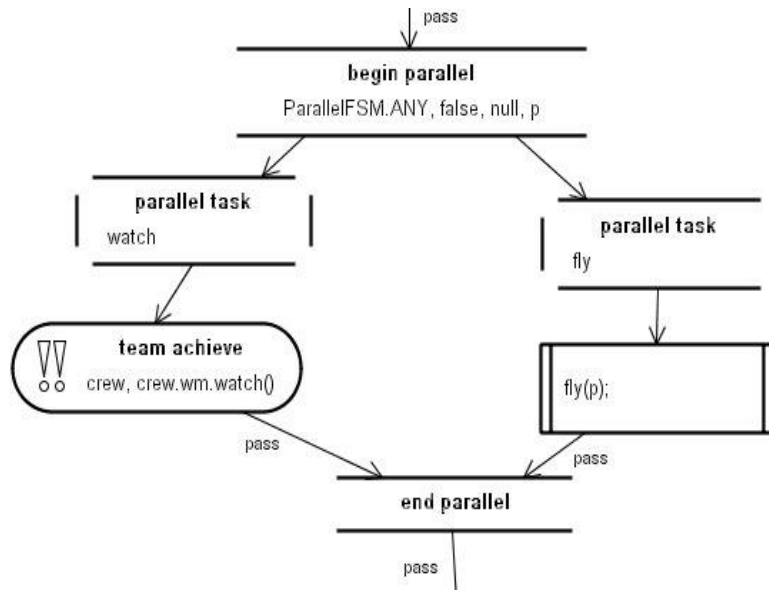 pass
begin parallel
ParallelFSM.ANY, false, null, p
parallel task
watch
parallel task
fly
team achieve
crew, crew.wm.watch()
fly(p);
pass
pass
end parallel
pass